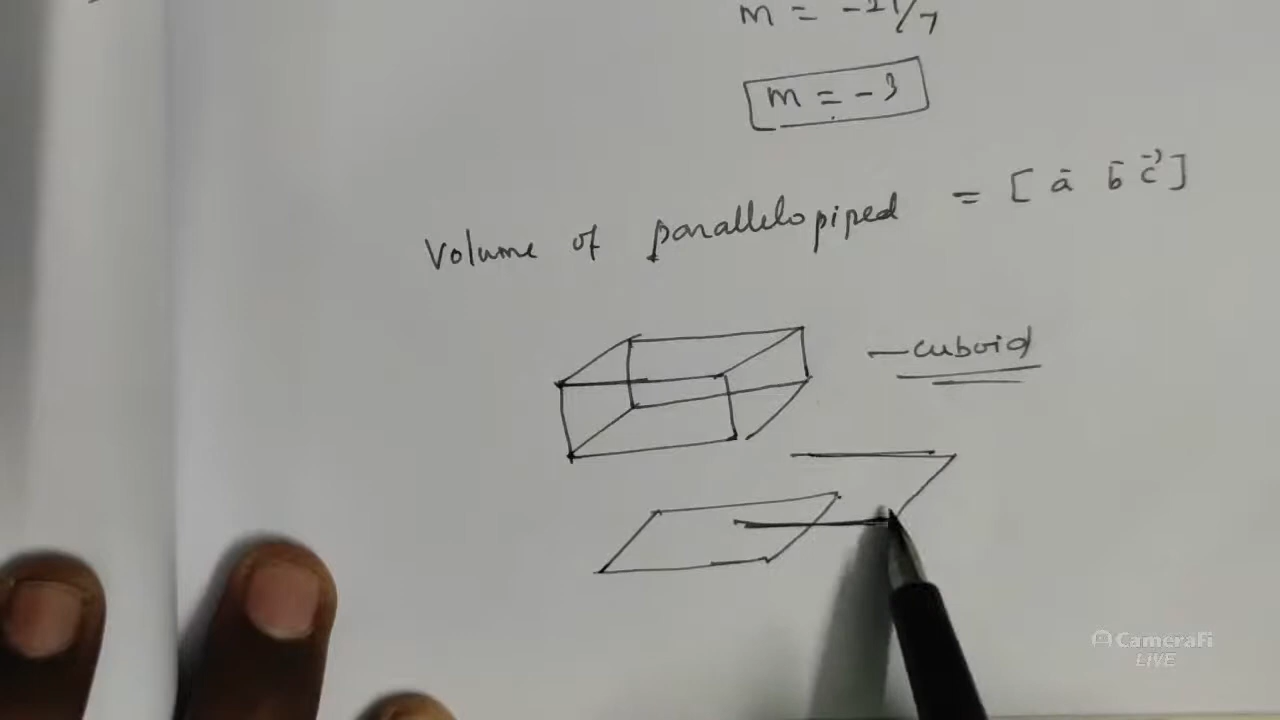 m = -21/7
m = -3
Volume of parallelopiped = [ā b̄ c⃗]
— cuboid
CameraFi
LIVE